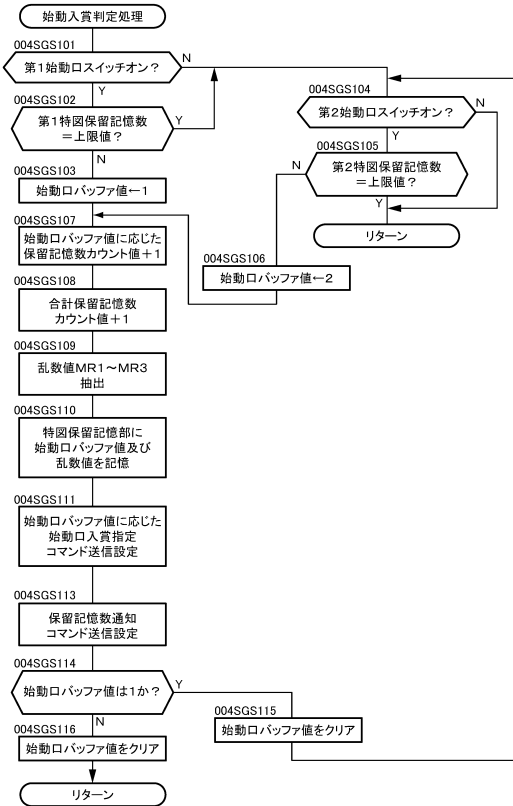 始動入賞判定処理
004SGS101
第1始動口スイッチオン？
N
Y
004SGS102
第1特図保留記憶数
＝上限値？
Y
N
004SGS103
始動口バッファ値←1
004SGS104
第2始動口スイッチオン？
N
Y
004SGS105
第2特図保留記憶数
＝上限値？
N
Y
リターン
004SGS106
始動口バッファ値←2
004SGS107
始動口バッファ値に応じた
保留記憶数カウント値＋1
004SGS108
合計保留記憶数
カウント値＋1
004SGS109
乱数値MR1～MR3
抽出
004SGS110
特図保留記憶部に
始動口バッファ値及び
乱数値を記憶
004SGS111
始動口バッファ値に応じた
始動口入賞指定
コマンド送信設定
004SGS113
保留記憶数通知
コマンド送信設定
004SGS114
始動口バッファ値は1か？
Y
N
004SGS115
始動口バッファ値をクリア
004SGS116
始動口バッファ値をクリア
リターン